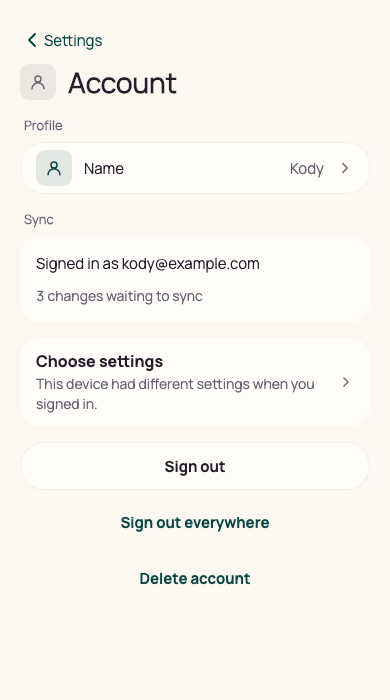 Settings
Account
Profile
Name
Kody
Sync
Signed in as kody@example.com
3 changes waiting to sync
Choose settings
This device had different settings when you
signed in.
Sign out
Sign out everywhere
Delete account